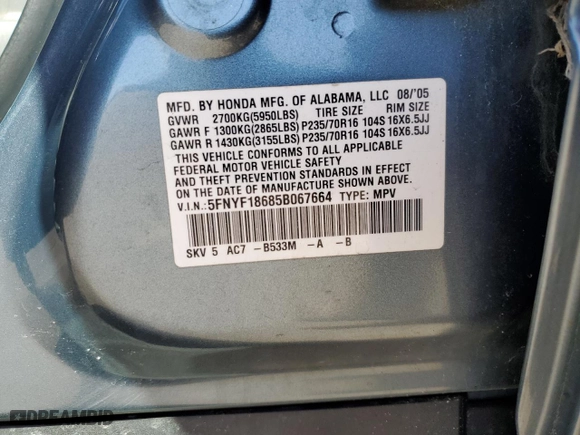 MFD. BY HONDA MFG. OF ALABAMA, LLC 08/'05
GVWR 2700KG(5950LBS) TIRE SIZE RIM SIZE
GAWR F 1300KG(2865LBS) P235/70R16 104S 16X6.5JJ
GAWR R 1430KG(3155LBS) P235/70R16 104S 16X6.5JJ
THIS VEHICLE CONFORMS TO ALL APPLICABLE
FEDERAL MOTOR VEHICLE SAFETY
AND THEFT PREVENTION STANDARDS IN EFFECT
ON THE DATE OF MANUFACTURE SHOWN ABOVE.
V.I.N.: 5FNYF18685B067664 TYPE: MPV
SKV 5 AC7 -B533M -A -B
DREAMBID